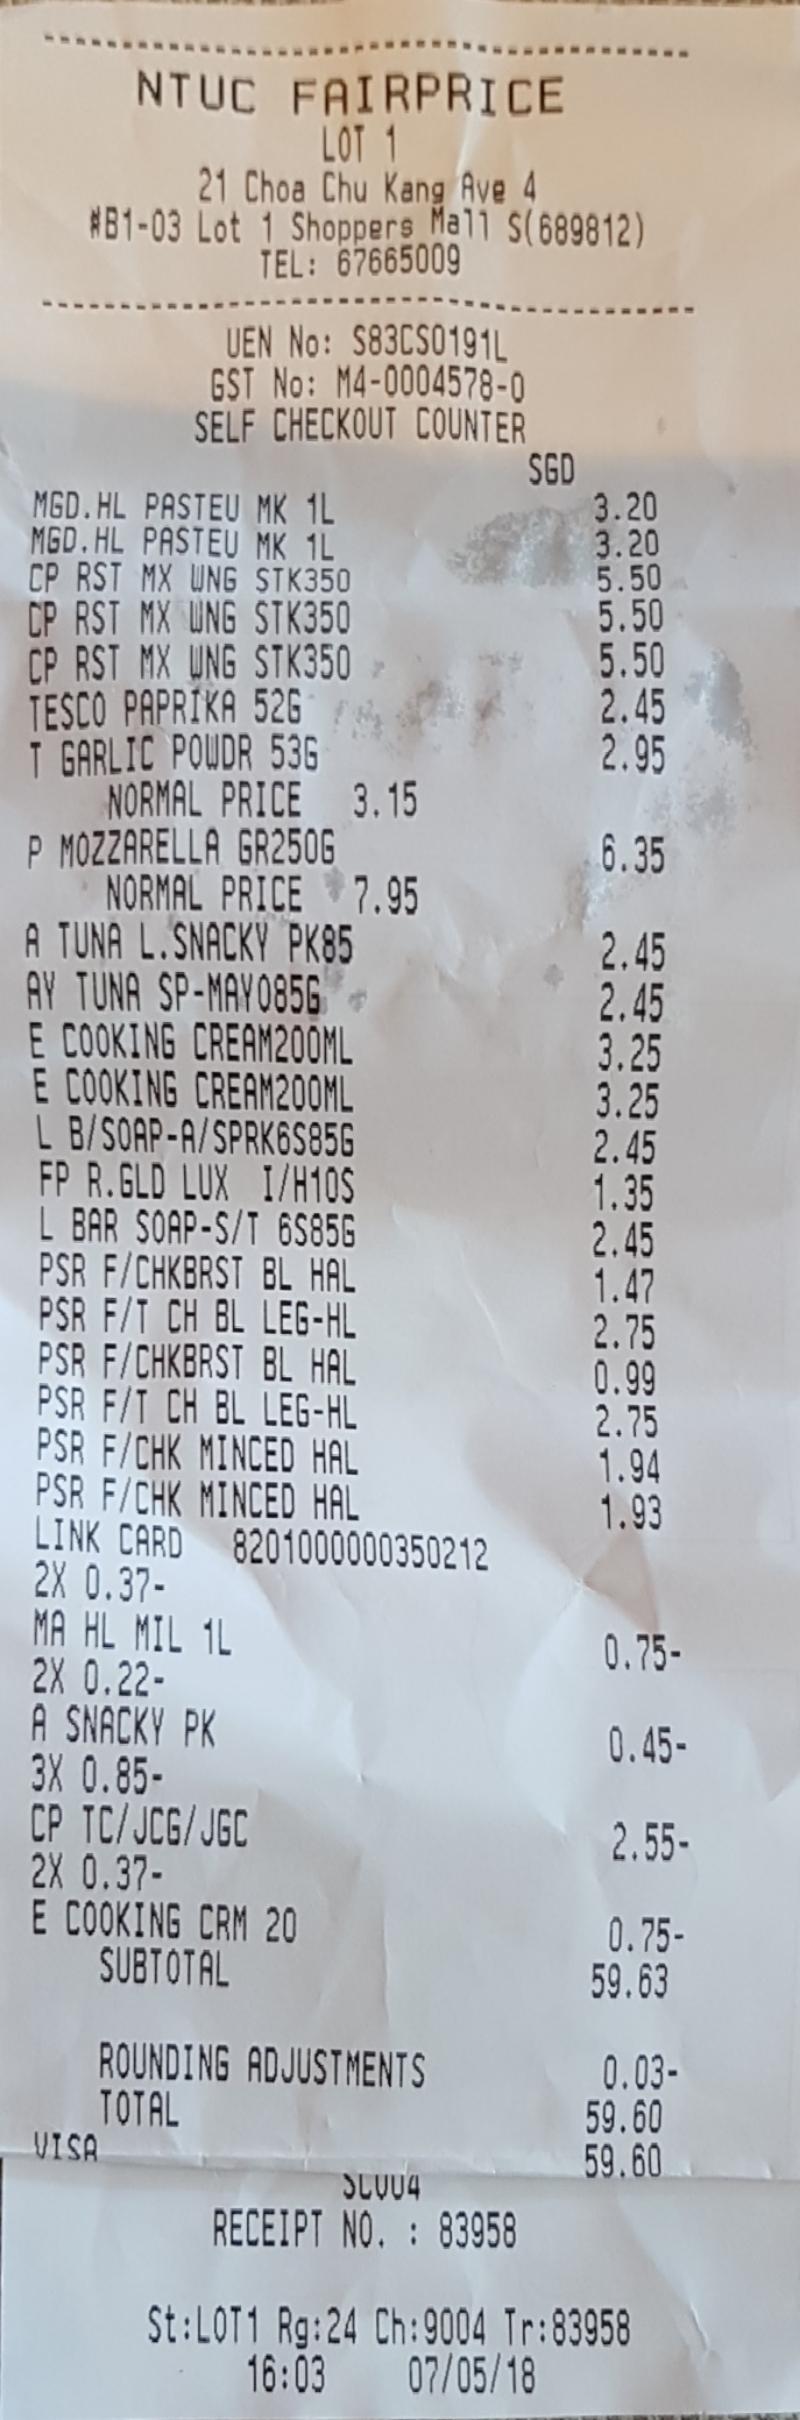 NTUC FAIRPRICE
LOT 1
21 Choa Chu Kang Ave 4
#B1-03 Lot 1 Shoppers Mall S(689812)
TEL: 67665009
UEN No: S83CS0191L
GST No: M4-0004578-0
SELF CHECKOUT COUNTER
SGD
MGD.HL PASTEU MK 1L 3.20
MGD.HL PASTEU MK 1L 3.20
CP RST MX WNG STK350 5.50
CP RST MX WNG STK350 5.50
CP RST MX WNG STK350 5.50
TESCO PAPRIKA 52G 2.45
T GARLIC POWDR 53G 2.95
NORMAL PRICE 3.15
P MOZZARELLA GR250G 6.35
NORMAL PRICE 7.95
A TUNA L.SNACKY PK85 2.45
AY TUNA SP-MAYO85G 2.45
E COOKING CREAM200ML 3.25
E COOKING CREAM200ML 3.25
L B/SOAP-A/SPRK6S85G 2.45
FP R.GLD LUX I/H10S 1.35
L BAR SOAP-S/T 6S85G 2.45
PSR F/CHKBRST BL HAL 1.47
PSR F/T CH BL LEG-HL 2.75
PSR F/CHKBRST BL HAL 0.99
PSR F/T CH BL LEG-HL 2.75
PSR F/CHK MINCED HAL 1.94
PSR F/CHK MINCED HAL 1.93
LINK CARD 8201000000350212
2X 0.37-
MA HL MIL 1L 0.75-
2X 0.22-
A SNACKY PK 0.45-
3X 0.85-
CP TC/JCG/JGC 2.55-
2X 0.37-
E COOKING CRM 20 0.75-
SUBTOTAL 59.63
ROUNDING ADJUSTMENTS 0.03-
TOTAL 59.60
VISA 59.60
RECEIPT NO. : 83958
St:LOT1 Rg:24 Ch:9004 Tr:83958
16:03 07/05/18